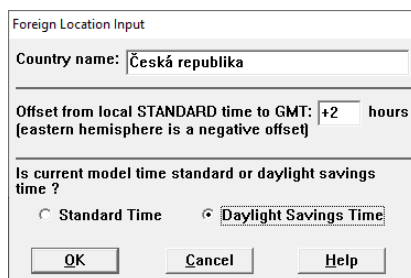 Foreign Location Input
Country name: Česká republika
Offset from local STANDARD time to GMT: +2 hours
(eastern hemisphere is a negative offset)
Is current model time standard or daylight savings
time ?
Standard Time Daylight Savings Time
OK Cancel Help